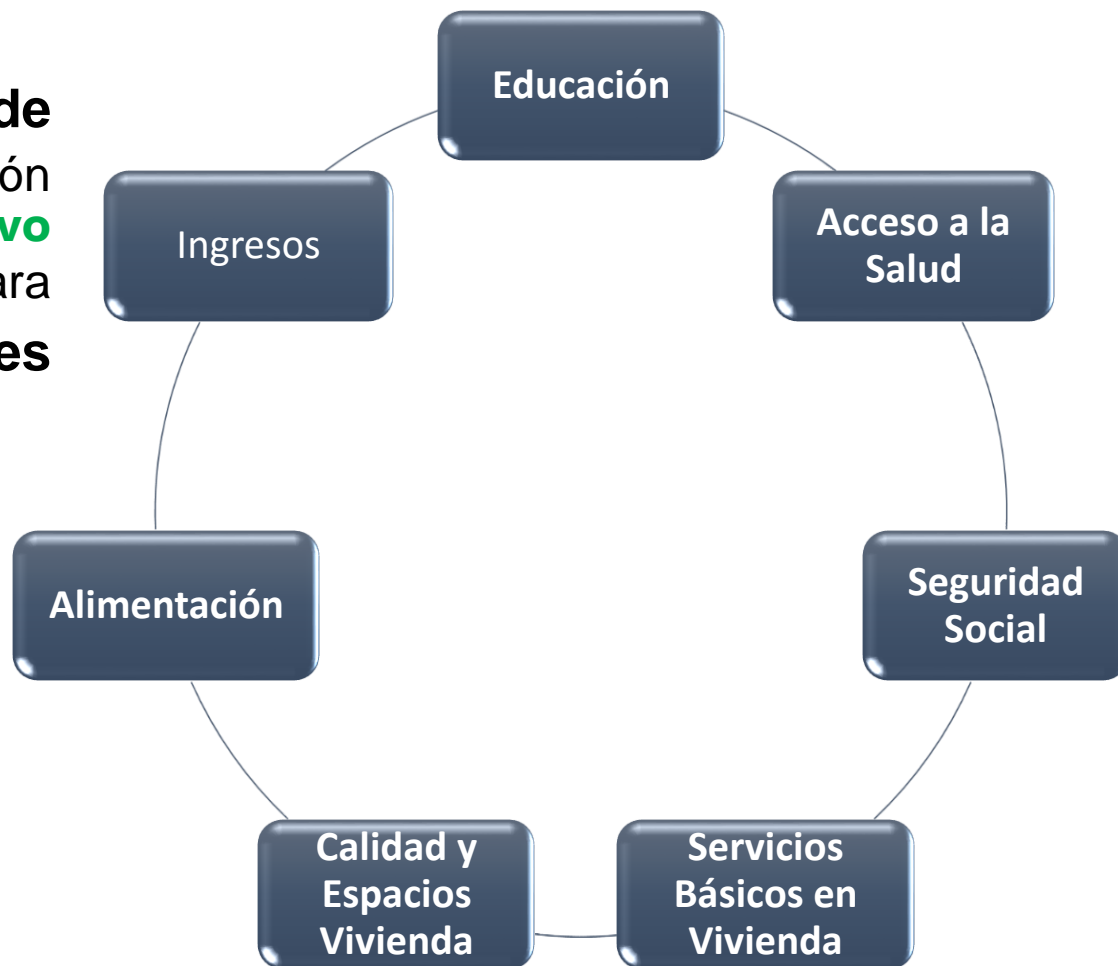 de
ón
vo
ara
es
Educación
Acceso a la
Salud
Seguridad
Social
Servicios
Básicos en
Vivienda
Calidad y
Espacios
Vivienda
Alimentación
Ingresos